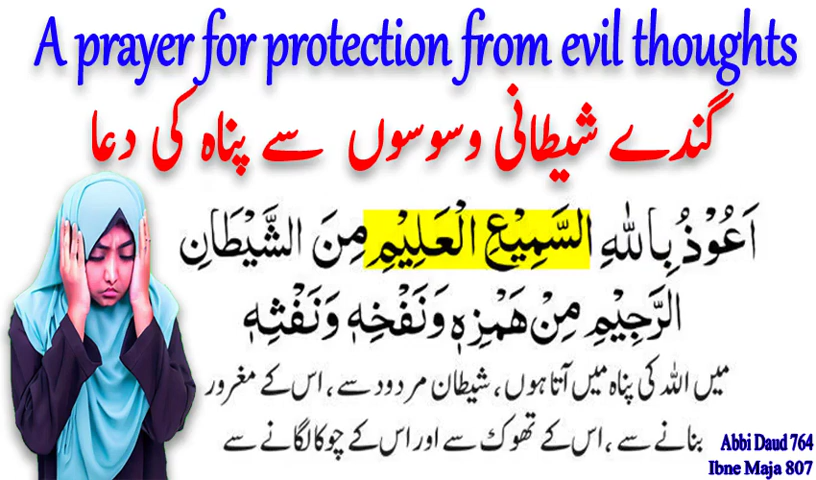 A prayer for protection from evil thoughts
گندے شیطانی وسوسوں سے پناہ کی دعا
اَعُوْذُ بِاللهِ السَّمِيْعِ الْعَلِيْمِ مِنَ الشَّيْطَانِ
الرَّجِيْمِ مِنْ هَمْزِهٖ وَنَفْخِهٖ وَنَفْثِهٖ
میں اللہ کی پناہ میں آتا ہوں، شیطان مردود سے، اس کے مغرور
بنانے سے، اس کے تھوک سے اور اس کے چوکا لگانے سے
Abbi Daud 764
Ibne Maja 807